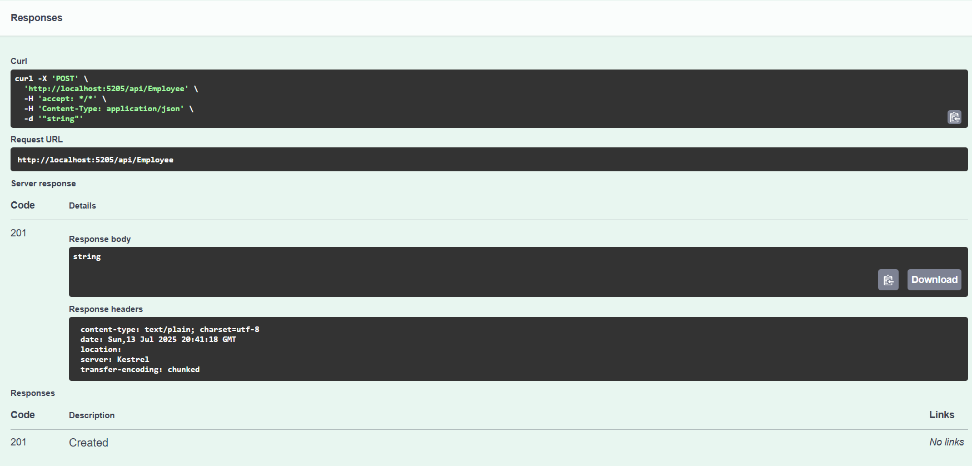 Responses
Curl
curl -X 'POST' \
'http://localhost:5205/api/Employee' \
-H 'accept: */*' \
-H 'Content-Type: application/json' \
-d '"string"'
Request URL
http://localhost:5205/api/Employee
Server response
Code Details
201
Response body
string
Download
Response headers
content-type: text/plain; charset=utf-8
date: Sun,13 Jul 2025 20:41:18 GMT
location:
server: Kestrel
transfer-encoding: chunked
Responses
Code Description Links
201 Created No links